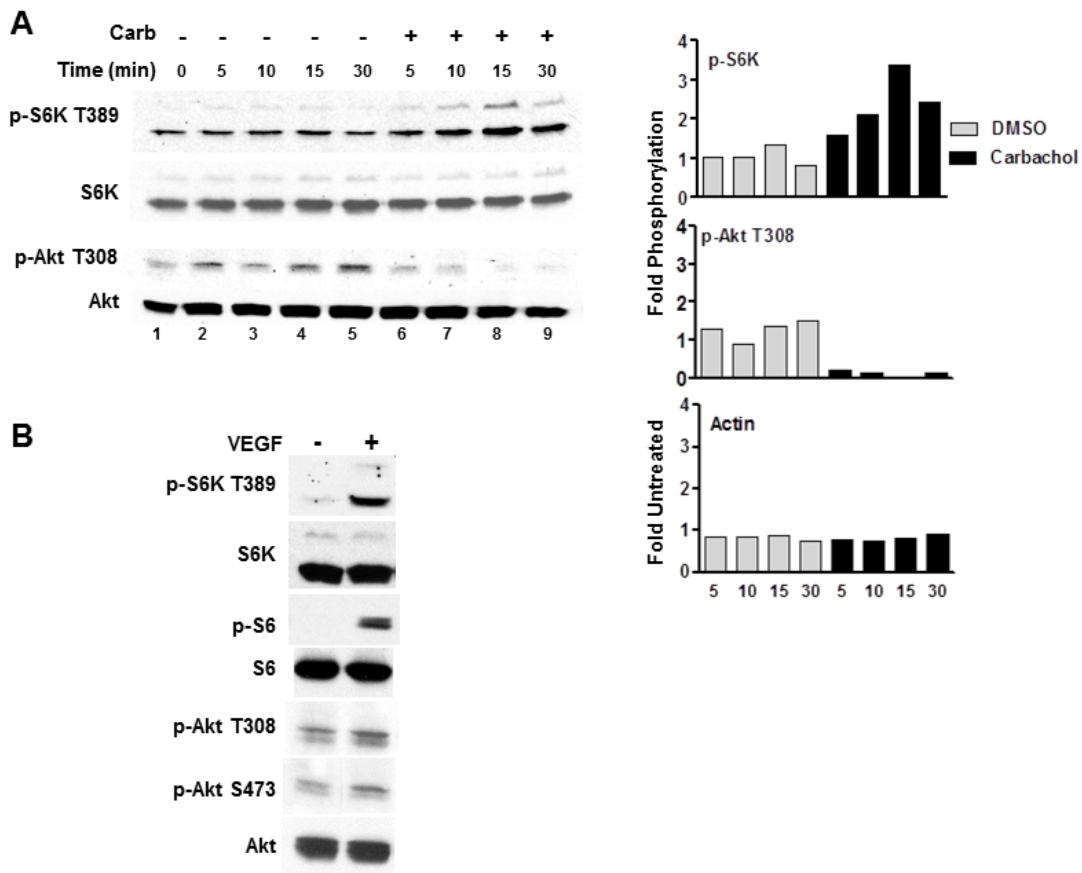 A
Carb - - - - - + + + +
Time (min) 0 5 10 15 30 5 10 15 30
p-S6K T389
S6K
p-Akt T308
Akt
1 2 3 4 5 6 7 8 9
B
VEGF - +
p-S6K T389
S6K
p-S6
S6
p-Akt T308
p-Akt S473
Akt
Fold Phosphorylation
4
3
2
1
0
p-S6K
DMSO
Carbachol
4
3
2
1
0
p-Akt T308
Fold Untreated
4
3
2
1
0
Actin
5 10 15 30 5 10 15 30